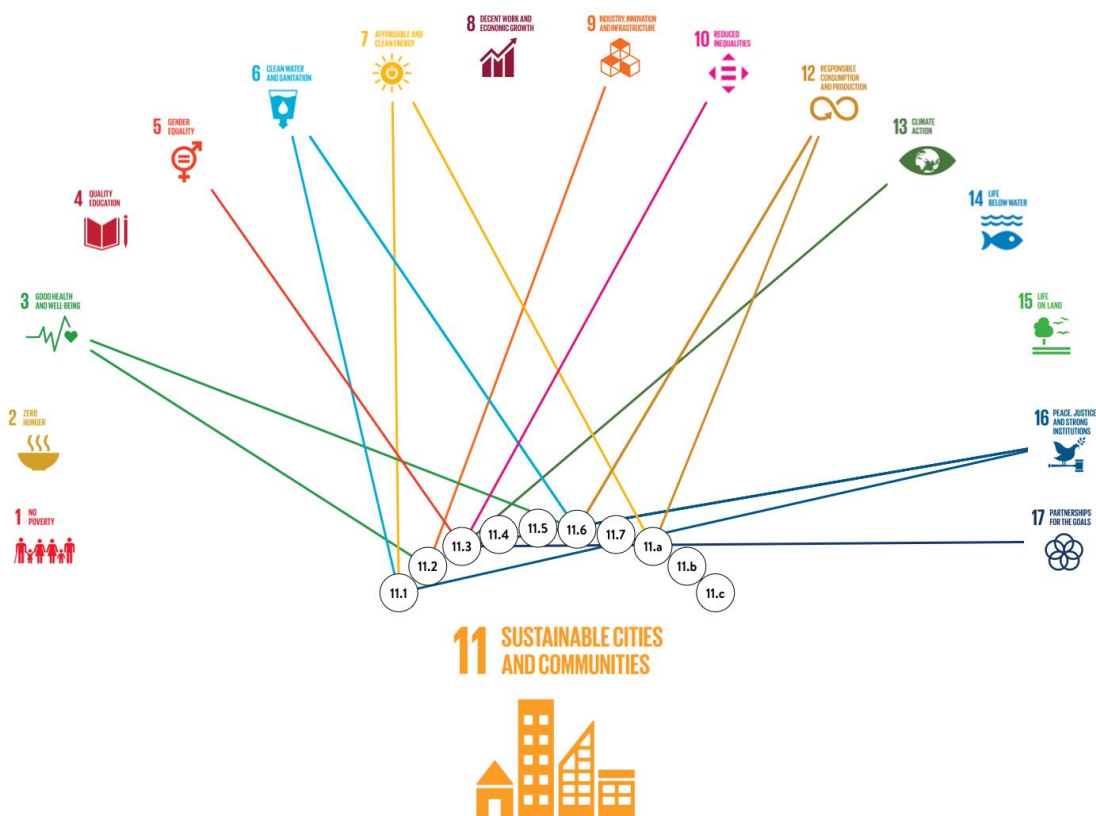 8 DECENT WORK AND
ECONOMIC GROWTH
9 INDUSTRY, INNOVATION
AND INFRASTRUCTURE
7 AFFORDABLE AND
CLEAN ENERGY
10 REDUCED
INEQUALITIES
6 CLEAN WATER
AND SANITATION
12 RESPONSIBLE
CONSUMPTION
AND PRODUCTION
5 GENDER
EQUALITY
13 CLIMATE
ACTION
4 QUALITY
EDUCATION
14 LIFE
BELOW WATER
3 GOOD HEALTH
AND WELL-BEING
15 LIFE
ON LAND
2 ZERO
HUNGER
16 PEACE, JUSTICE
AND STRONG
INSTITUTIONS
1 NO
POVERTY
17 PARTNERSHIPS
FOR THE GOALS
11.1
11.2
11.3
11.4
11.5
11.6
11.7
11.a
11.b
11.c
11 SUSTAINABLE CITIES
AND COMMUNITIES